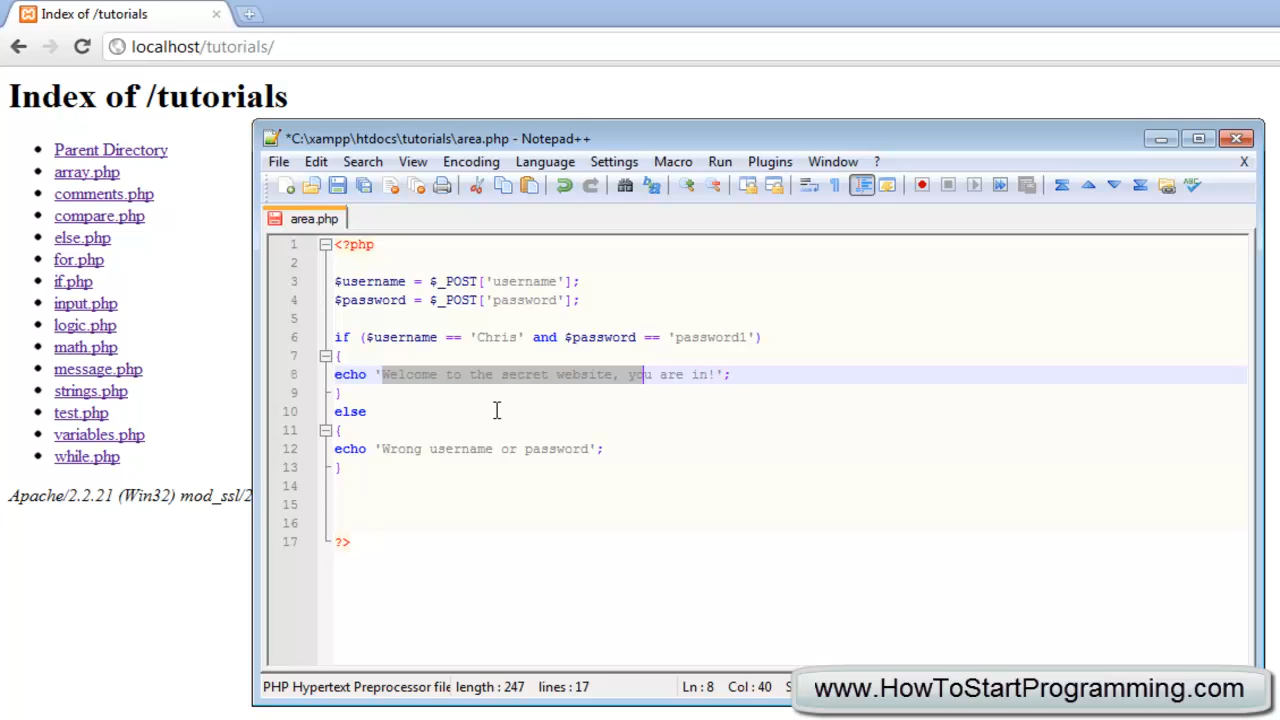 Index of /tutorials
localhost/tutorials/
Index of /tutorials
Parent Directory
array.php
comments.php
compare.php
else.php
for.php
if.php
input.php
logic.php
math.php
message.php
strings.php
test.php
variables.php
while.php
Apache/2.2.21 (Win32) mod_ssl/2
*C:\xampp\htdocs\tutorials\area.php - Notepad++
File Edit Search View Encoding Language Settings Macro Run Plugins Window ? X
area.php
1 <?php
2
3 $username = $_POST['username'];
4 $password = $_POST['password'];
5
6 if ($username == 'Chris' and $password == 'password1')
7 {
8 echo 'Welcome to the secret website, you are in!';
9 }
10 else
11 {
12 echo 'Wrong username or password';
13 }
14
15
16
17 ?>
PHP Hypertext Preprocessor file length : 247 lines : 17 Ln : 8 Col : 40 S
www.HowToStartProgramming.com